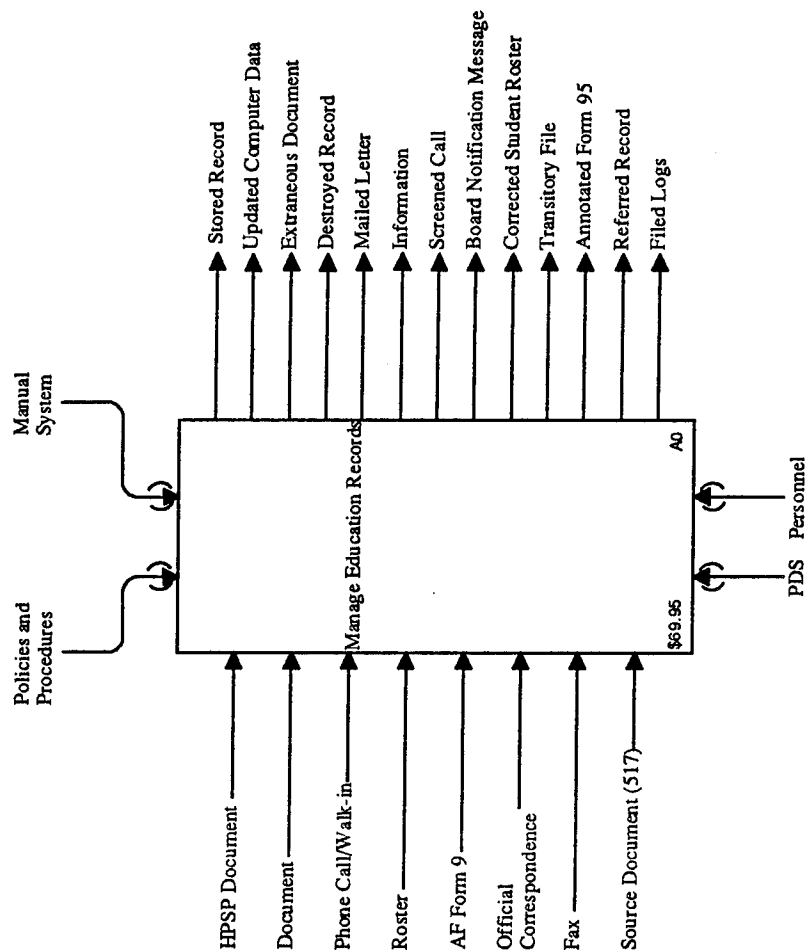 Policies and
Procedures
Manual
System
HPSP Document
Document
Phone Call/Walk-in
Roster
AF Form 9
Official
Correspondence
Fax
Source Document (517)
Manage Education Records
$69.95
A0
Stored Record
Updated Computer Data
Extraneous Document
Destroyed Record
Mailed Letter
Information
Screened Call
Board Notification Message
Corrected Student Roster
Transitory File
Annotated Form 95
Referred Record
Filed Logs
PDS
Personnel